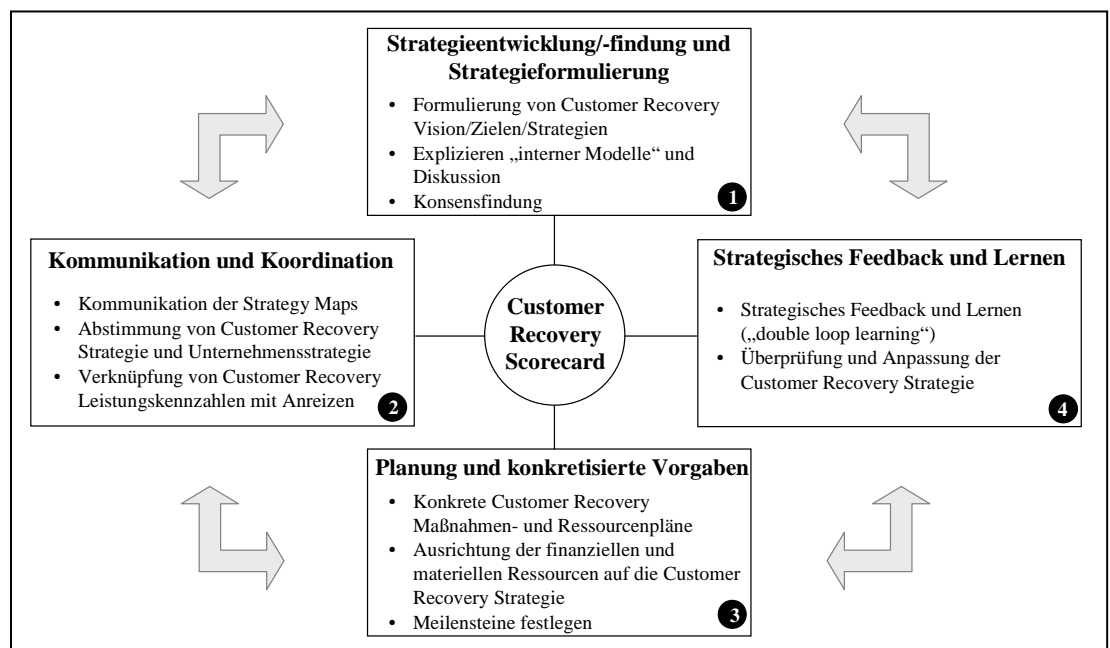 Strategieentwicklung/-findung und
Strategieformulierung
• Formulierung von Customer Recovery
Vision/Zielen/Strategien
• Explizieren „interner Modelle“ und
Diskussion
• Konsensfindung
1
Kommunikation und Koordination
• Kommunikation der Strategy Maps
• Abstimmung von Customer Recovery
Strategie und Unternehmensstrategie
• Verknüpfung von Customer Recovery
Leistungskennzahlen mit Anreizen
2
Customer
Recovery
Scorecard
Strategisches Feedback und Lernen
• Strategisches Feedback und Lernen
(„double loop learning“)
• Überprüfung und Anpassung der
Customer Recovery Strategie
4
Planung und konkretisierte Vorgaben
• Konkrete Customer Recovery
Maßnahmen- und Ressourcenpläne
• Ausrichtung der finanziellen und
materiellen Ressourcen auf die Customer
Recovery Strategie
• Meilensteine festlegen
3